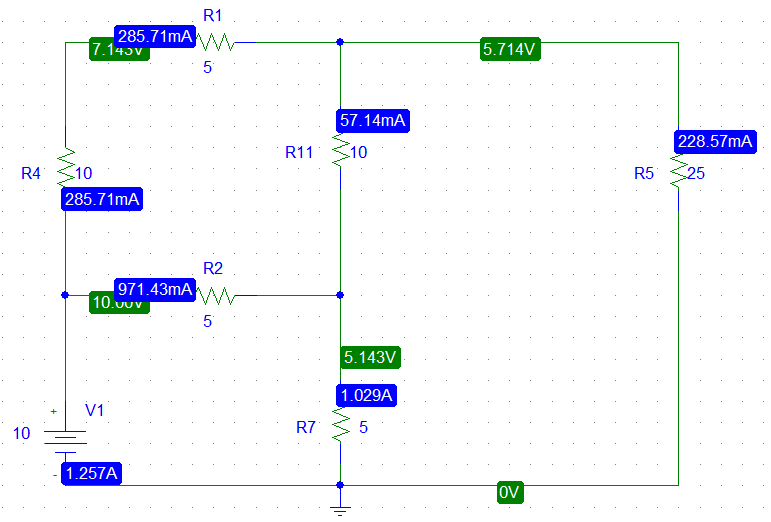 R1
285.71mA
7.143V
5.714V
5
57.14mA
228.57mA
R11
10
R4
10
R5
25
285.71mA
R2
971.43mA
10.00V
5
5.143V
1.029A
+
V1
R7
5
10
1.257A
-
0V